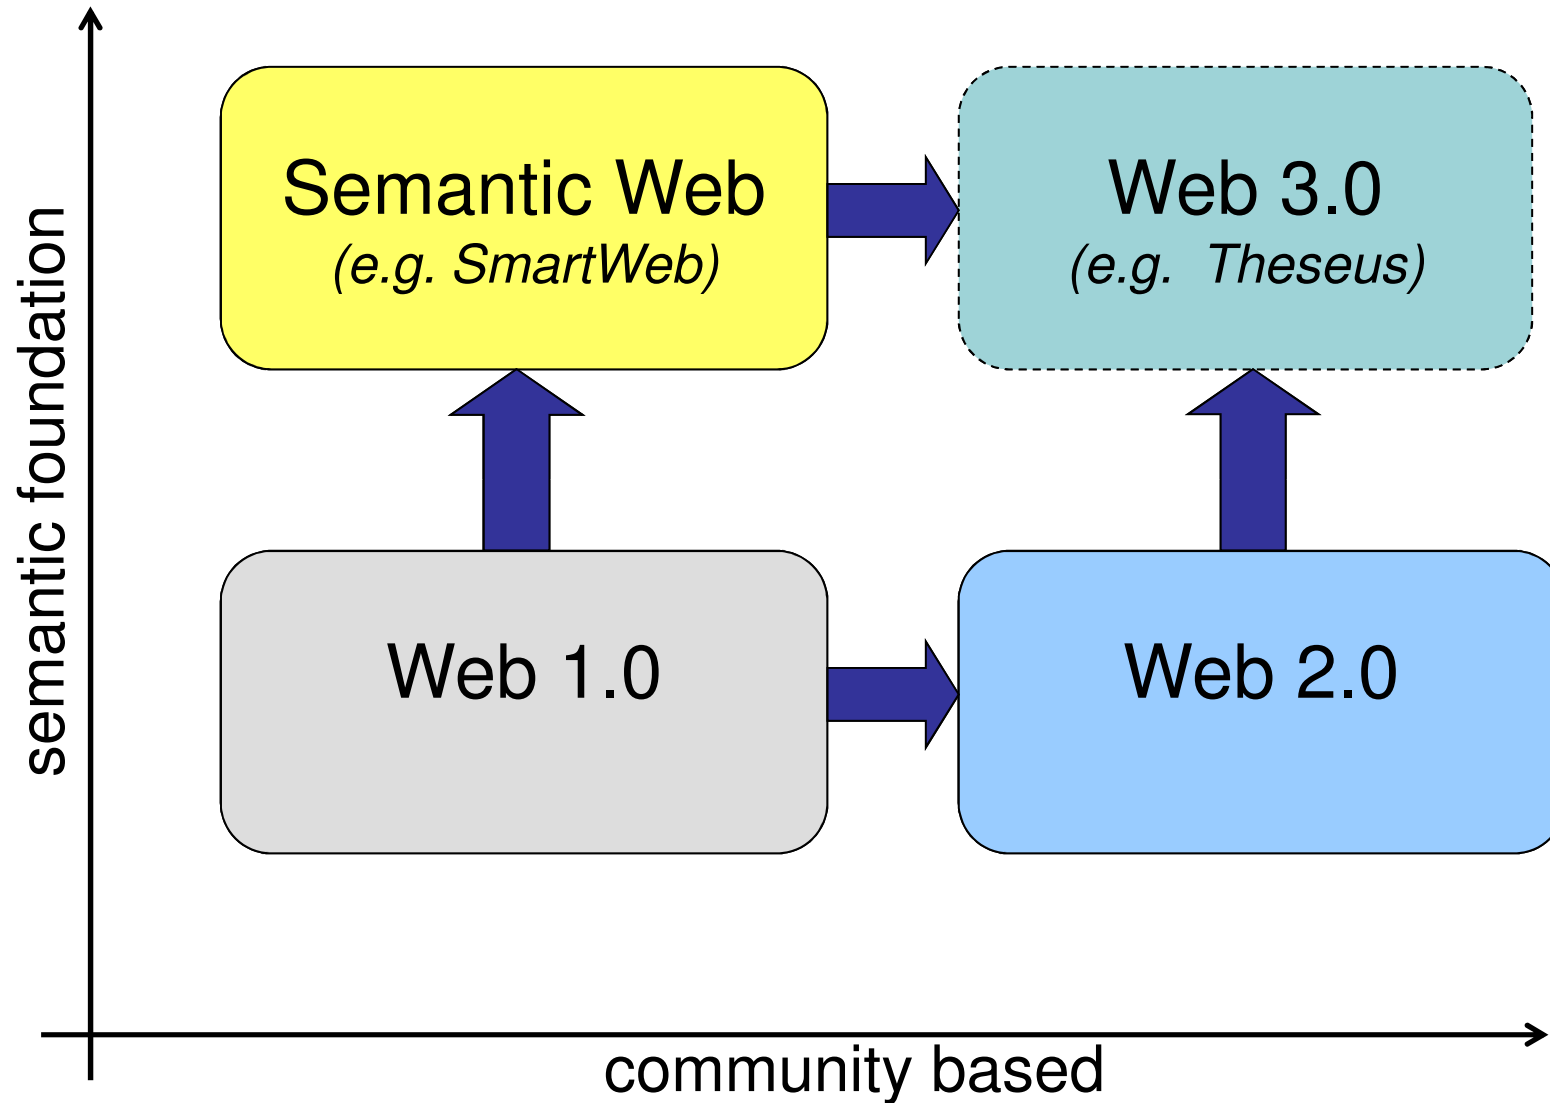 semantic foundation
Semantic Web
(e.g. SmartWeb)
Web 3.0
(e.g. Theseus)
Web 1.0
Web 2.0
community based